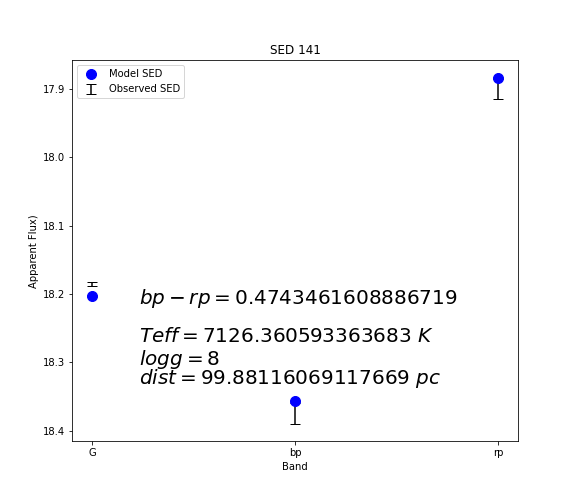 SED 141
Model SED
Observed SED
17.9
18.0
18.1
18.2
18.3
18.4
Apparent Flux)
bp − rp = 0.4743461608886719
Teff = 7126.360593363683 K
logg = 8
dist = 99.88116069117669 pc
G
bp
rp
Band